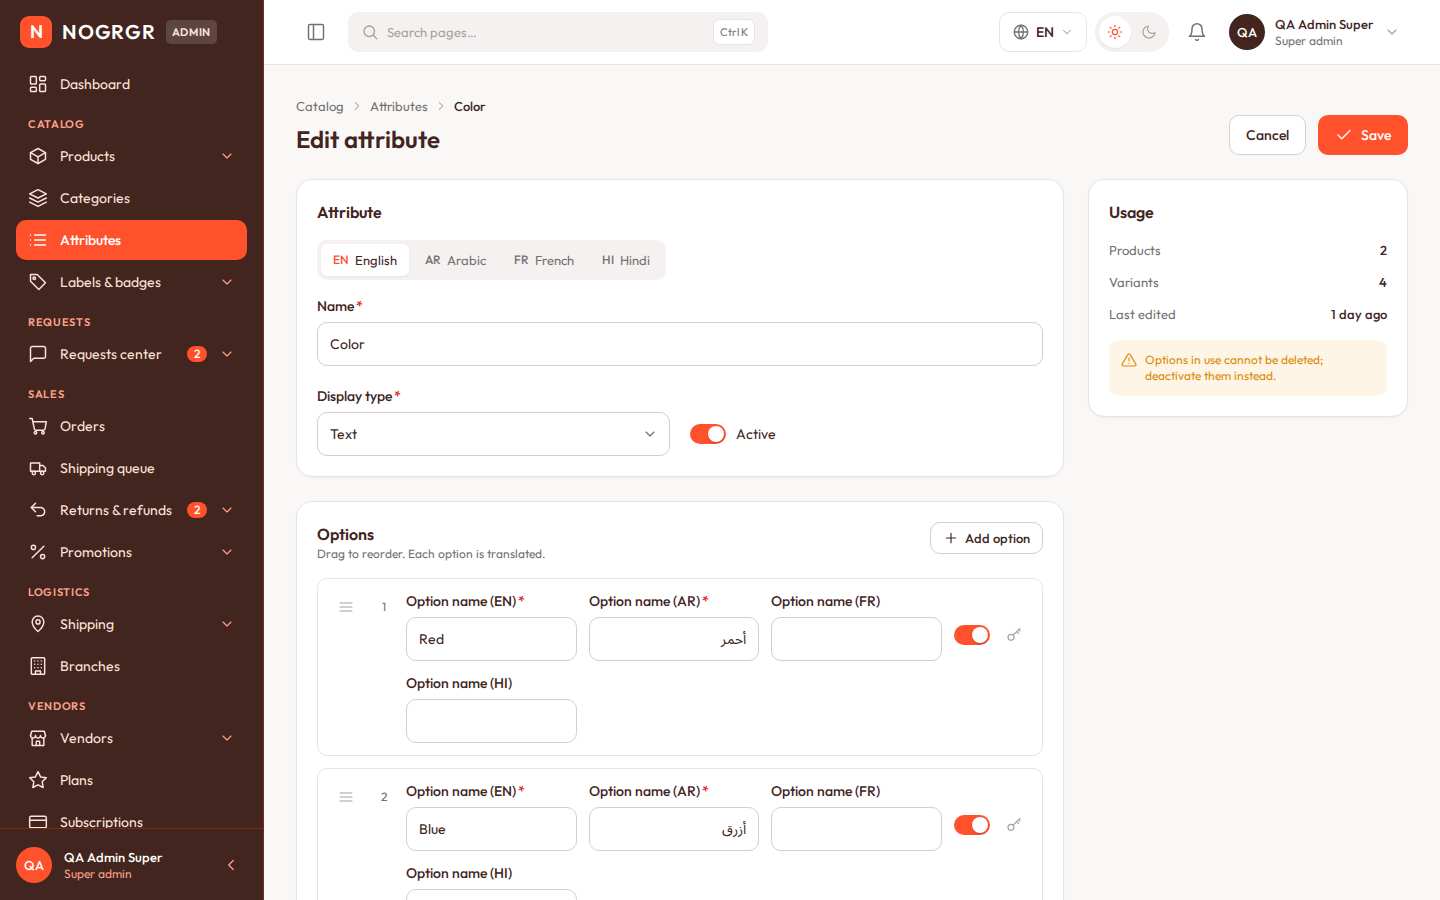 N NOGRGR ADMIN
Dashboard
CATALOG
Products
Categories
Attributes
Labels & badges
REQUESTS
Requests center 2
SALES
Orders
Shipping queue
Returns & refunds 2
Promotions
LOGISTICS
Shipping
Branches
VENDORS
Vendors
Plans
Subscriptions
QA QA Admin Super
Super admin
Search pages... Ctrl K
EN
QA QA Admin Super
Super admin
Catalog > Attributes > Color
Edit attribute
Cancel Save
Attribute
EN English AR Arabic FR French HI Hindi
Name *
Color
Display type *
Text
Active
Options
Drag to reorder. Each option is translated.
Add option
1 Option name (EN) * Option name (AR) * Option name (FR)
Red أحمر
Option name (HI)
2 Option name (EN) * Option name (AR) * Option name (FR)
Blue أزرق
Option name (HI)
Usage
Products 2
Variants 4
Last edited 1 day ago
Options in use cannot be deleted;
deactivate them instead.